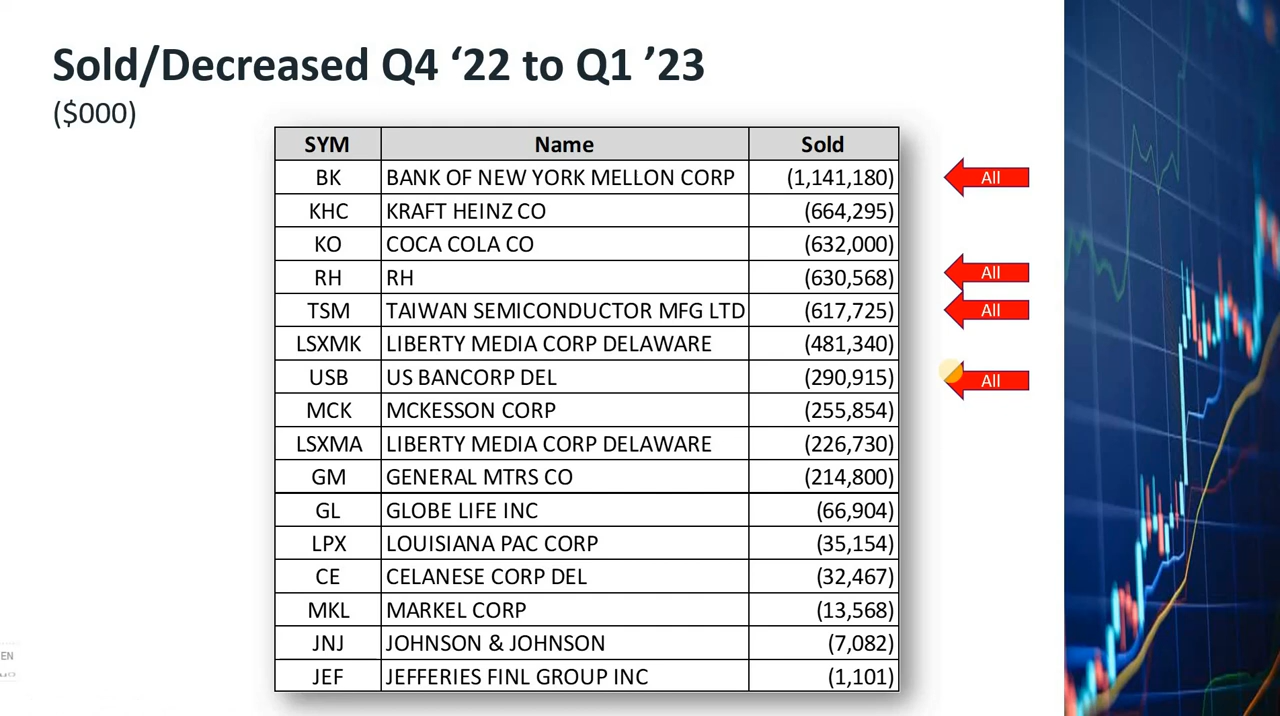 Sold/Decreased Q4 ‘22 to Q1 ’23
($000)
SYM Name Sold
BK BANK OF NEW YORK MELLON CORP (1,141,180) All
KHC KRAFT HEINZ CO (664,295)
KO COCA COLA CO (632,000)
RH RH (630,568) All
TSM TAIWAN SEMICONDUCTOR MFG LTD (617,725) All
LSXMK LIBERTY MEDIA CORP DELAWARE (481,340)
USB US BANCORP DEL (290,915) All
MCK MCKESSON CORP (255,854)
LSXMA LIBERTY MEDIA CORP DELAWARE (226,730)
GM GENERAL MTRS CO (214,800)
GL GLOBE LIFE INC (66,904)
LPX LOUISIANA PAC CORP (35,154)
CE CELANESE CORP DEL (32,467)
MKL MARKEL CORP (13,568)
JNJ JOHNSON & JOHNSON (7,082)
EN
JEF JEFFERIES FINL GROUP INC (1,101)